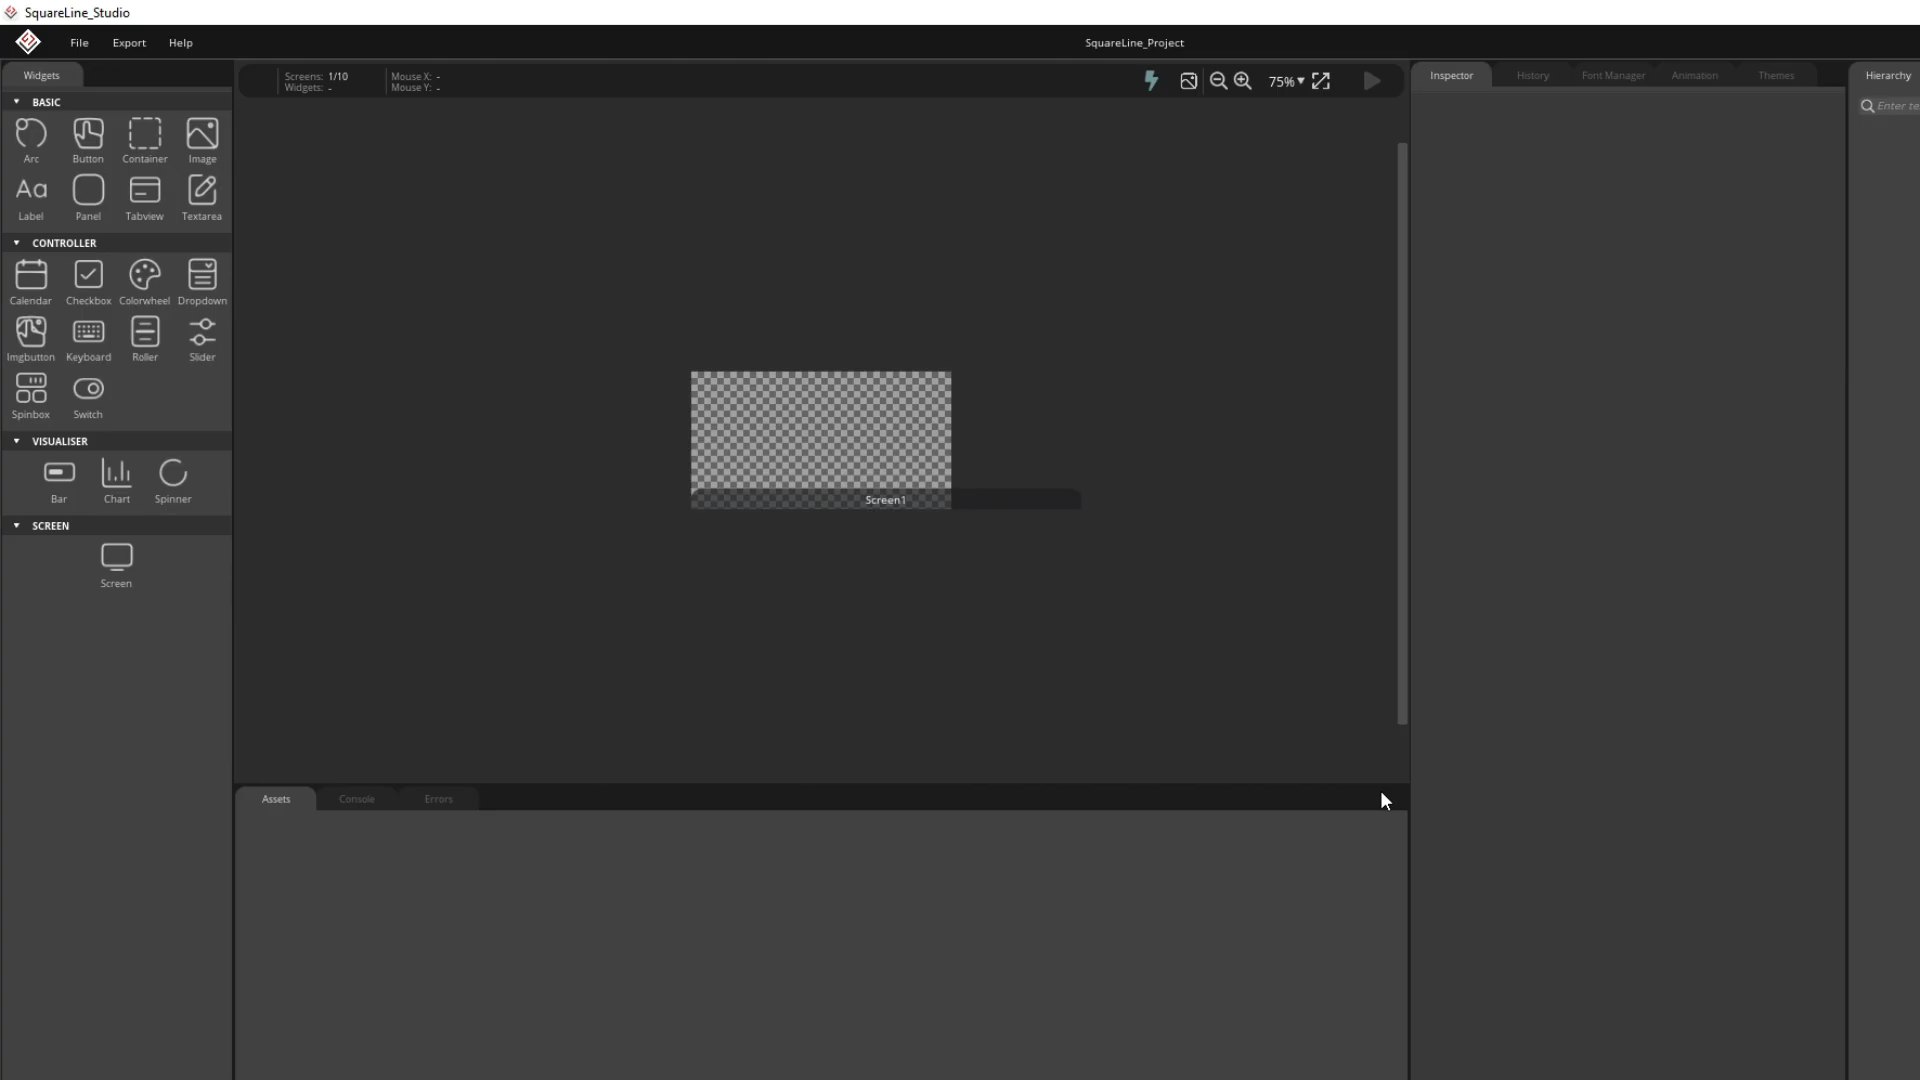 SquareLine_Studio
File Export Help SquareLine_Project
Widgets
BASIC
Arc Button Container Image
Label Panel Tabview Textarea
CONTROLLER
Calendar Checkbox Colorwheel Dropdown
Imgbutton Keyboard Roller Slider
Spinbox Switch
VISUALISER
Bar Chart Spinner
SCREEN
Screen
Screens: 1/10
Widgets: -
Mouse X: -
Mouse Y: -
75%
Screen1
Assets Console Errors
Inspector History Font Manager Animation Themes
Hierarchy
Enter te